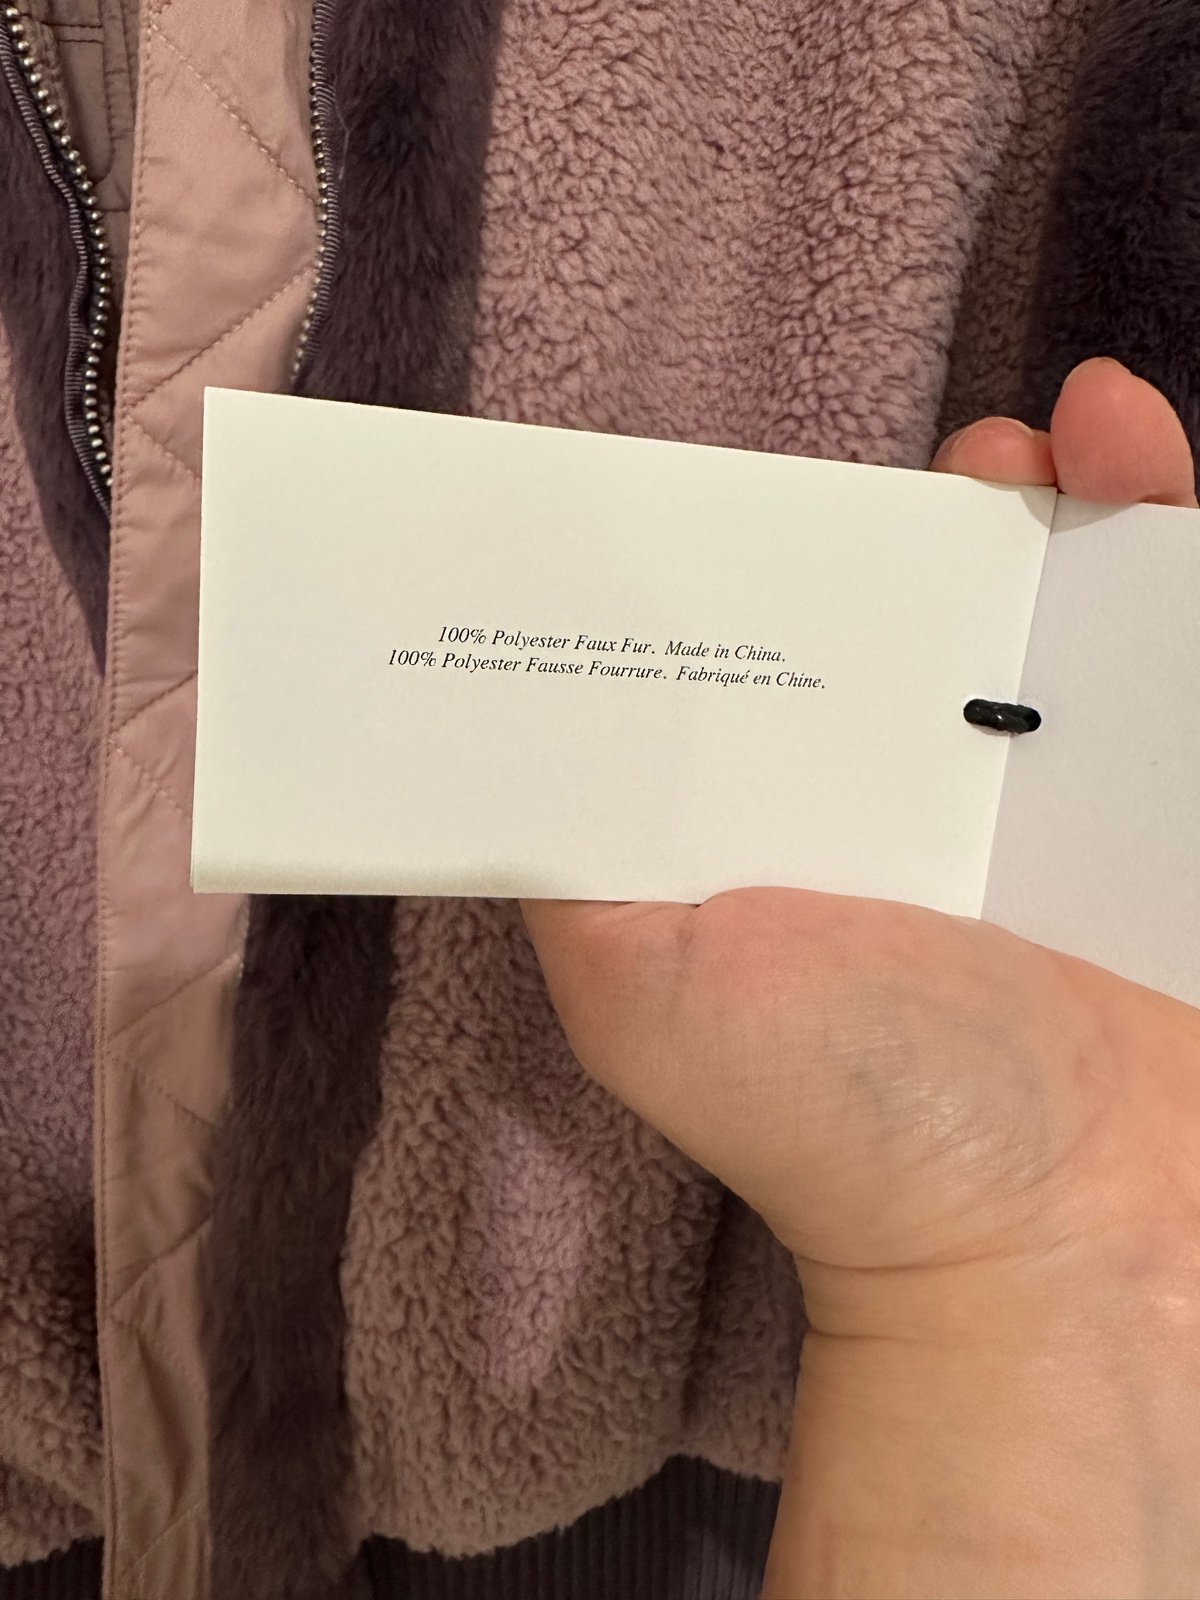 100% Polyester Faux Fur. Made in China.
100% Polyester Fausse Fourrure. Fabriqué en Chine.